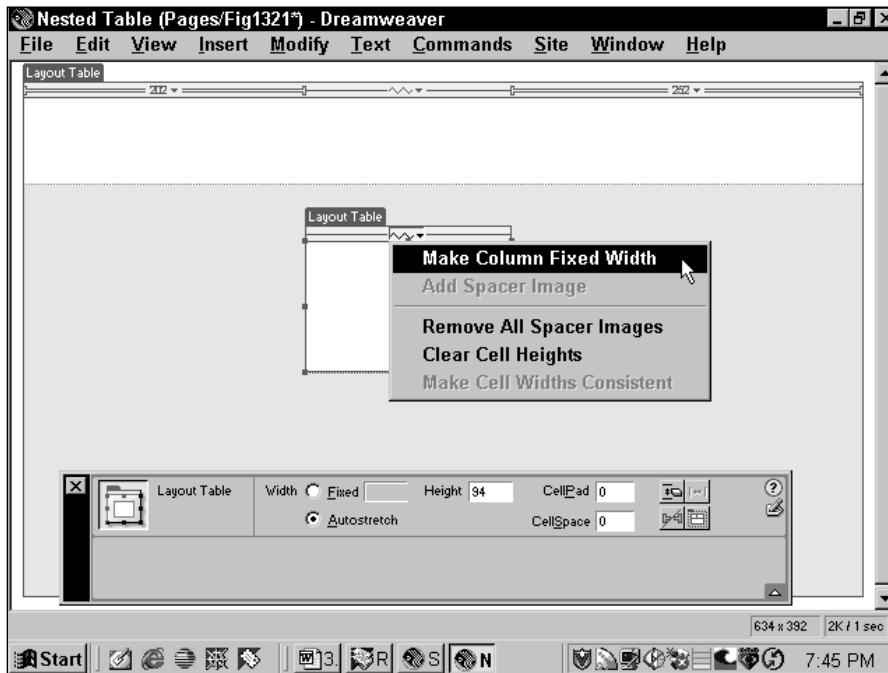 Nested Table (Pages/Fig1321*) - Dreamweaver
File Edit View Insert Modify Text Commands Site Window Help
Layout Table
202 252
Layout Table
Make Column Fixed Width
Add Spacer Image
Remove All Spacer Images
Clear Cell Heights
Make Cell Widths Consistent
Layout Table Width Fixed Height 94 CellPad 0
Autostretch CellSpace 0
634 x 392 2K / 1 sec
Start 3. R S N 7:45 PM